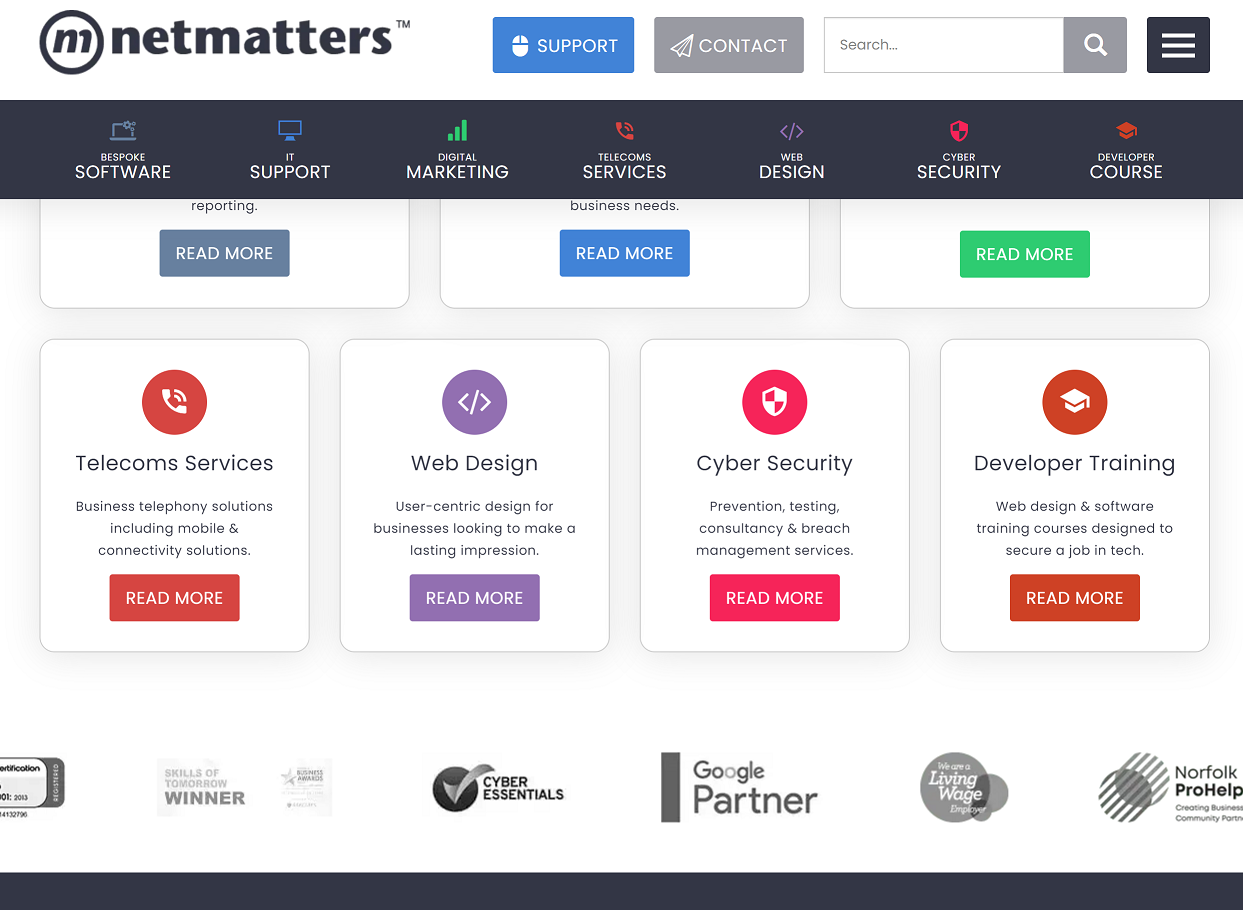 m netmatters™
SUPPORT
CONTACT
Search...
BESPOKE
SOFTWARE
IT
SUPPORT
DIGITAL
MARKETING
TELECOMS
SERVICES
WEB
DESIGN
CYBER
SECURITY
DEVELOPER
COURSE
reporting.
business needs.
READ MORE
READ MORE
READ MORE
Telecoms Services
Business telephony solutions
including mobile &
connectivity solutions.
READ MORE
Web Design
User-centric design for
businesses looking to make a
lasting impression.
READ MORE
Cyber Security
Prevention, testing,
consultancy & breach
management services.
READ MORE
Developer Training
Web design & software
training courses designed to
secure a job in tech.
READ MORE
ertification
001: 2013
14132796
REGISTERED
SKILLS OF
TOMORROW
WINNER
BUSINESS
AWARDS
CYBER
ESSENTIALS
Google
Partner
We are a
Living
Wage
Employer
Norfolk
ProHelp
Creating Business
Community Partn